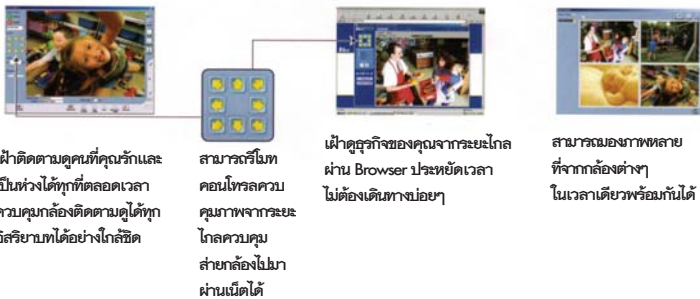 เฝ้าติดตามดูคนที่คุณรักและ
เป็นห่วงได้ทุกที่ตลอดเวลา
ควบคุมกล้องติดตามดูได้ทุก
อิสริยาบทได้อย่างใกล้ชิด
สามารถรีโมท
คอนโทรลควบ
คุมภาพจากระยะ
ไกลควบคุม
ส่ายกล้องไปมา
ผ่านเน็ตได้
เฝ้าดูธุรกิจของคุณจากระยะไกล
ผ่าน Browser ประหยัดเวลา
ไม่ต้องเดินทางบ่อยๆ
สามารถมองภาพหลาย
ที่จากกล้องต่างๆ
ในเวลาเดียวพร้อมกันได้